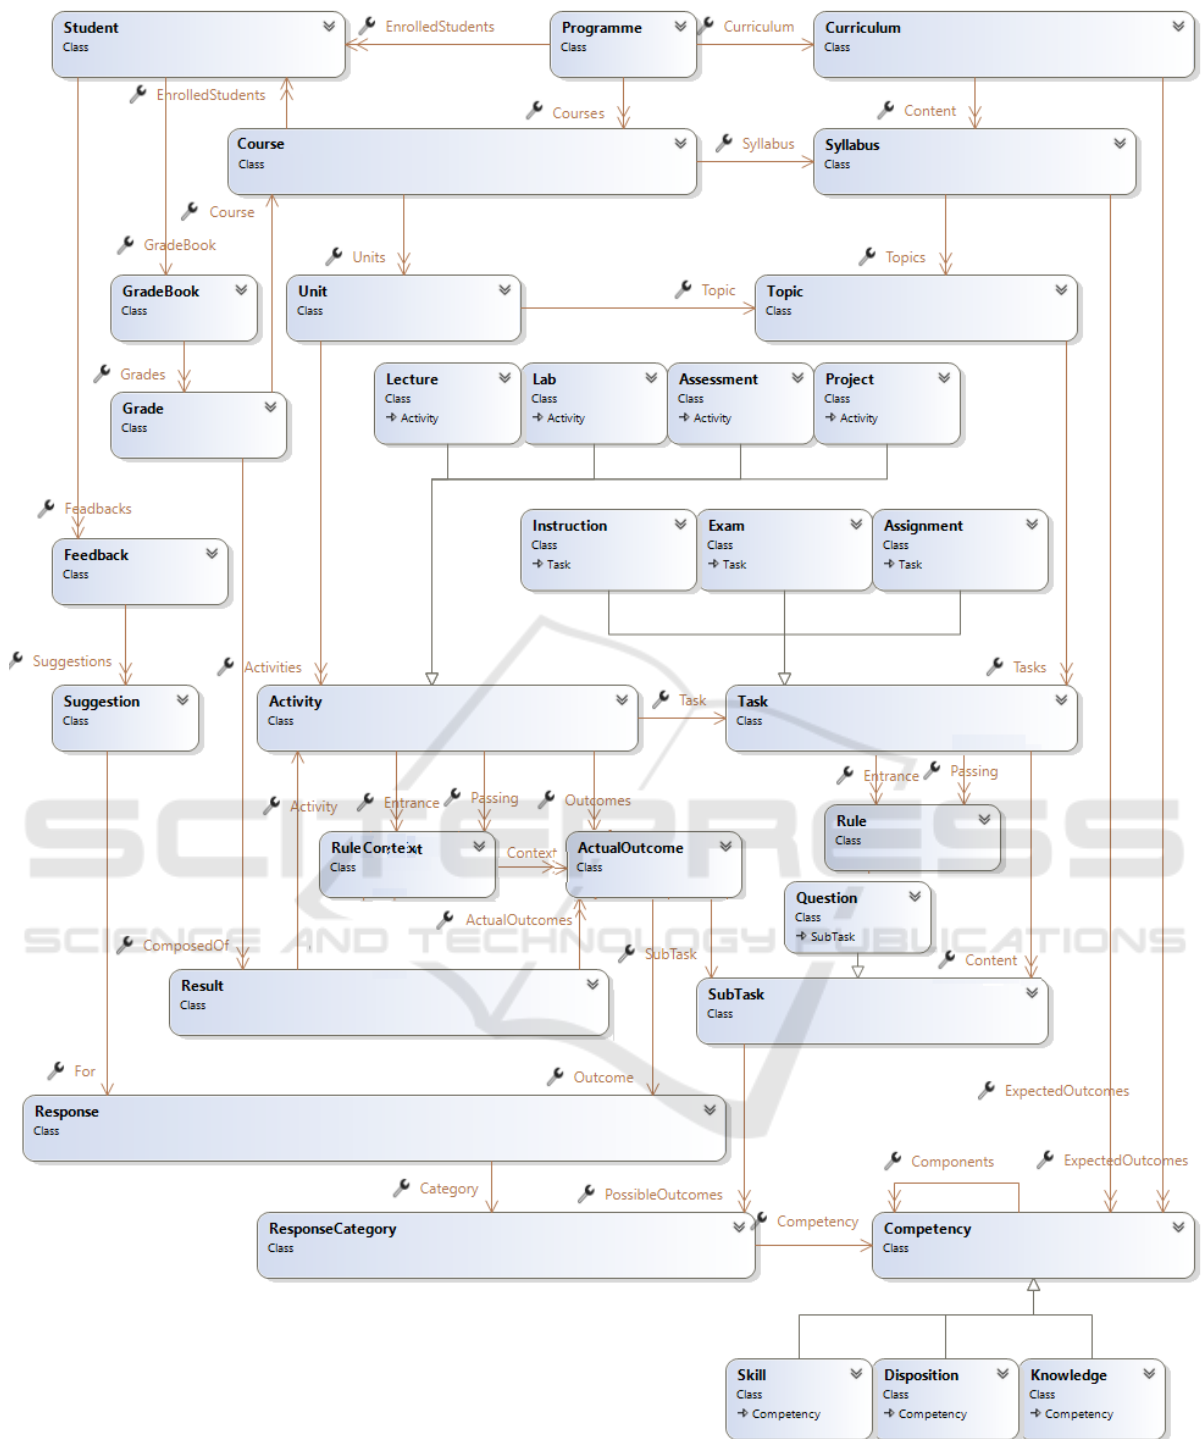 Student
Class
EnrolledStudents
Programme
Class
Curriculum
Curriculum
Class
EnrolledStudents
Courses
Content
Course
Class
Syllabus
Syllabus
Class
Course
GradeBook
Units
Topics
GradeBook
Class
Unit
Class
Topic
Topic
Class
Grades
Grade
Class
Lecture
Class
Activity
Lab
Class
Activity
Assessment
Class
Activity
Project
Class
Activity
Feadbacks
Feedback
Class
Instruction
Class
Task
Exam
Class
Task
Assignment
Class
Task
Suggestions
Activities
Tasks
Suggestion
Class
Activity
Class
Task
Task
Class
Activity
Entrance
Passing
Outcomes
Entrance
Passing
RuleContext
Class
Context
ActualOutcome
Class
Rule
Class
Question
Class
SubTask
ActualOutcomes
ComposedOf
SubTask
Content
Result
Class
SubTask
Class
For
Outcome
ExpectedOutcomes
Response
Class
Category
PossibleOutcomes
Components
ExpectedOutcomes
ResponseCategory
Class
Competency
Competency
Class
Skill
Class
Competency
Disposition
Class
Competency
Knowledge
Class
Competency
SCITEPRESS
SCIENCE AND TECHNOLOGY PUBLICATIONS